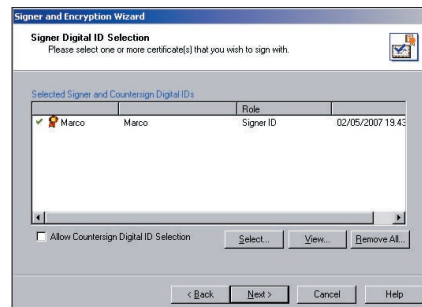 Signer and Encryption Wizard
Signer Digital ID Selection
Please select one or more certificate(s) that you wish to sign with.
Selected Signer and Countersign Digital IDs
Role
Marco Marco Signer ID 02/05/2007 19.43
Allow Countersign Digital ID Selection Select... View... Remove All...
< Back Next > Cancel Help